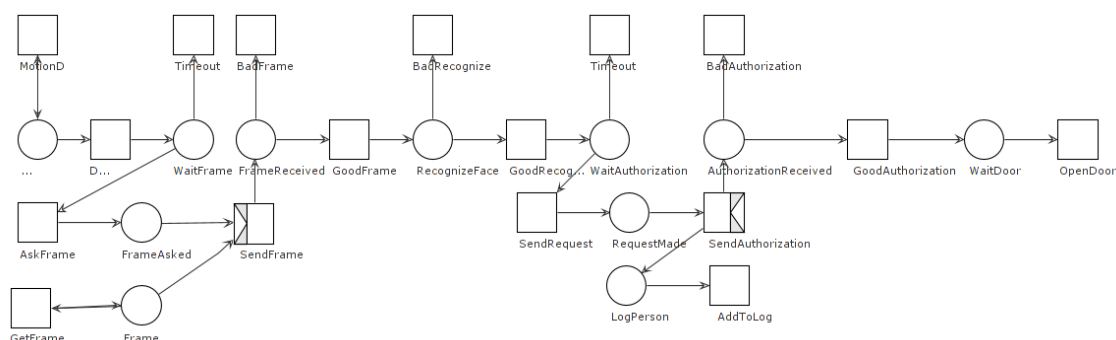 MotionD
Timeout
BadFrame
BadRecognize
Timeout
BadAuthorization
...
D...
WaitFrame
FrameReceived
GoodFrame
RecognizeFace
GoodRecog...
WaitAuthorization
AuthorizationReceived
GoodAuthorization
WaitDoor
OpenDoor
AskFrame
FrameAsked
SendFrame
SendRequest
RequestMade
SendAuthorization
GetFrame
Frame
LogPerson
AddToLog